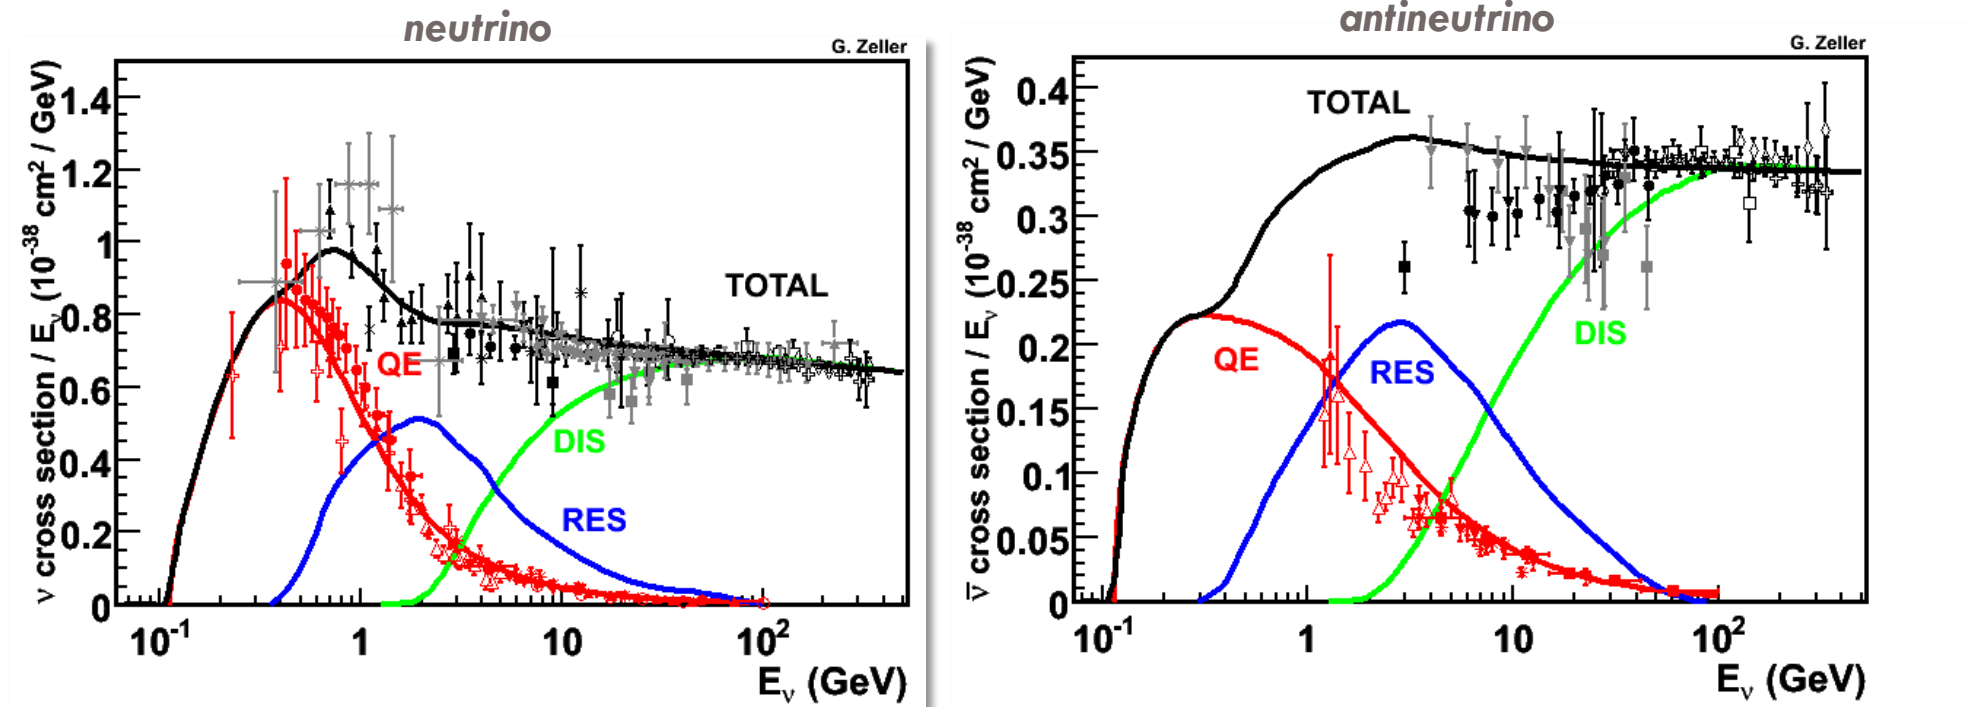 neutrino
G. Zeller
ν cross section / Eν (10⁻³⁸ cm² / GeV)
1.4
1.2
1
0.8
0.6
0.4
0.2
0
TOTAL
QE
DIS
RES
10⁻¹
1
10
10²
Eν (GeV)
antineutrino
G. Zeller
ν̅ cross section / Eν (10⁻³⁸ cm² / GeV)
0.4
0.35
0.3
0.25
0.2
0.15
0.1
0.05
0
TOTAL
QE
RES
DIS
10⁻¹
1
10
10²
Eν (GeV)